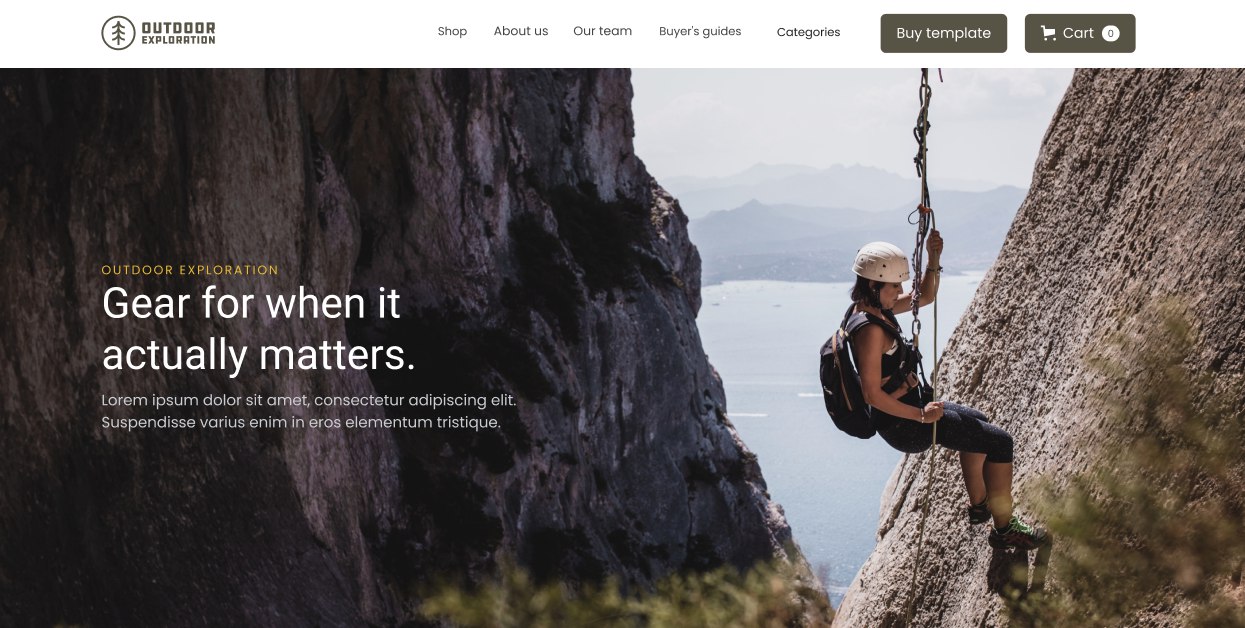 OUTDOOR
EXPLORATION
Shop About us Our team Buyer's guides Categories Buy template Cart 0
OUTDOOR EXPLORATION
Gear for when it
actually matters.
Lorem ipsum dolor sit amet, consectetur adipiscing elit.
Suspendisse varius enim in eros elementum tristique.